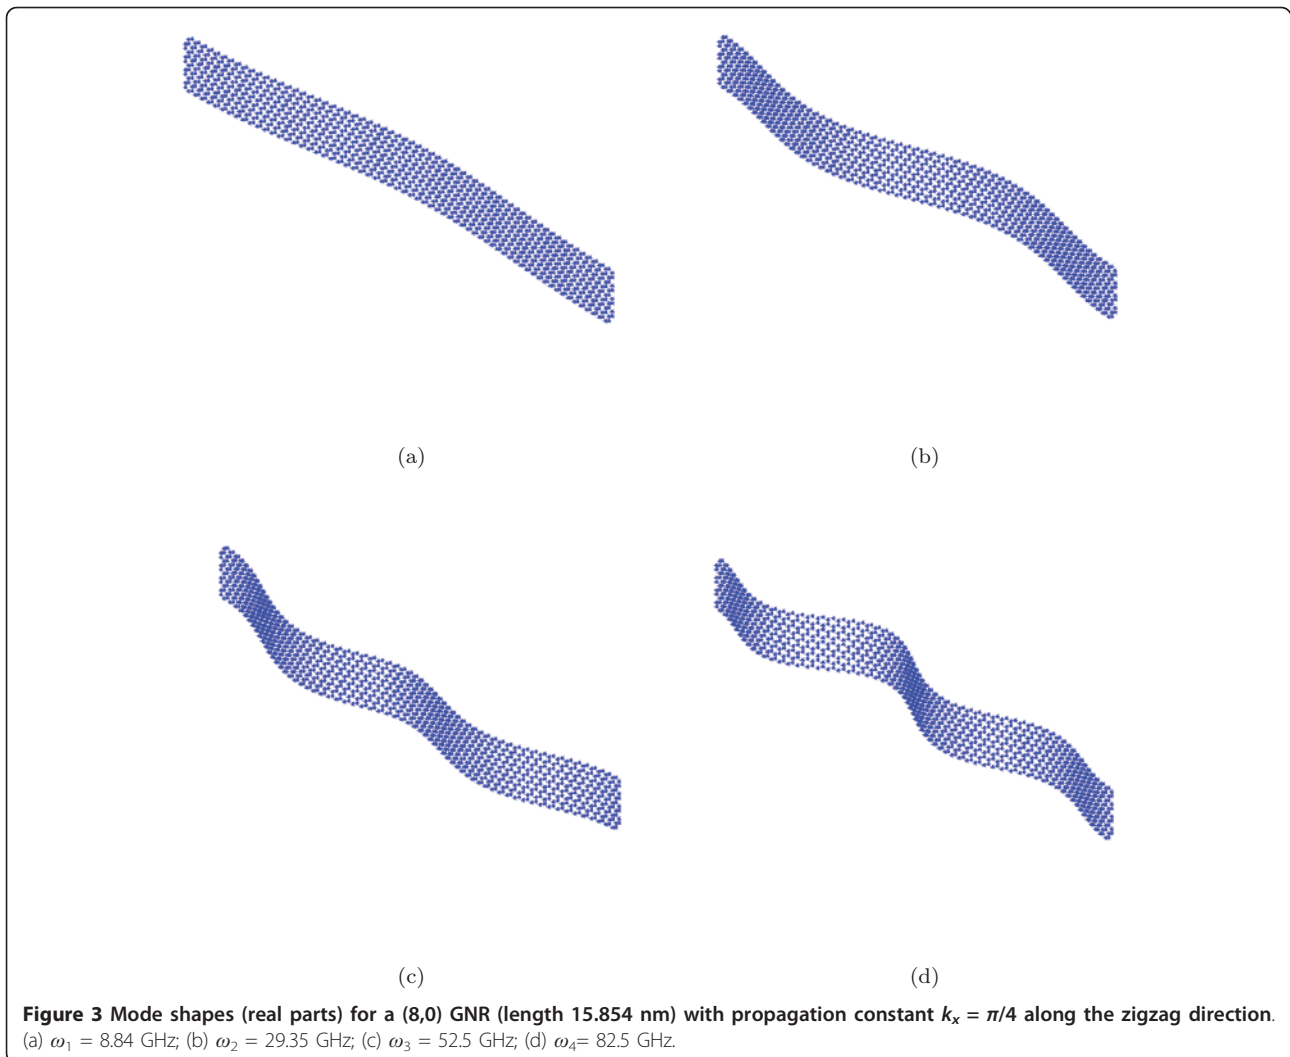 (a)
(b)
(c)
(d)
Figure 3 Mode shapes (real parts) for a (8,0) GNR (length 15.854 nm) with propagation constant kₓ = π/4 along the zigzag direction.
(a) ω₁ = 8.84 GHz; (b) ω₂ = 29.35 GHz; (c) ω₃ = 52.5 GHz; (d) ω₄= 82.5 GHz.